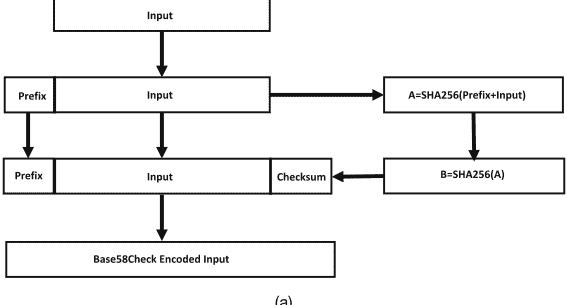 Input
Prefix Input A=SHA256(Prefix+Input)
Prefix Input Checksum B=SHA256(A)
Base58Check Encoded Input
(a)